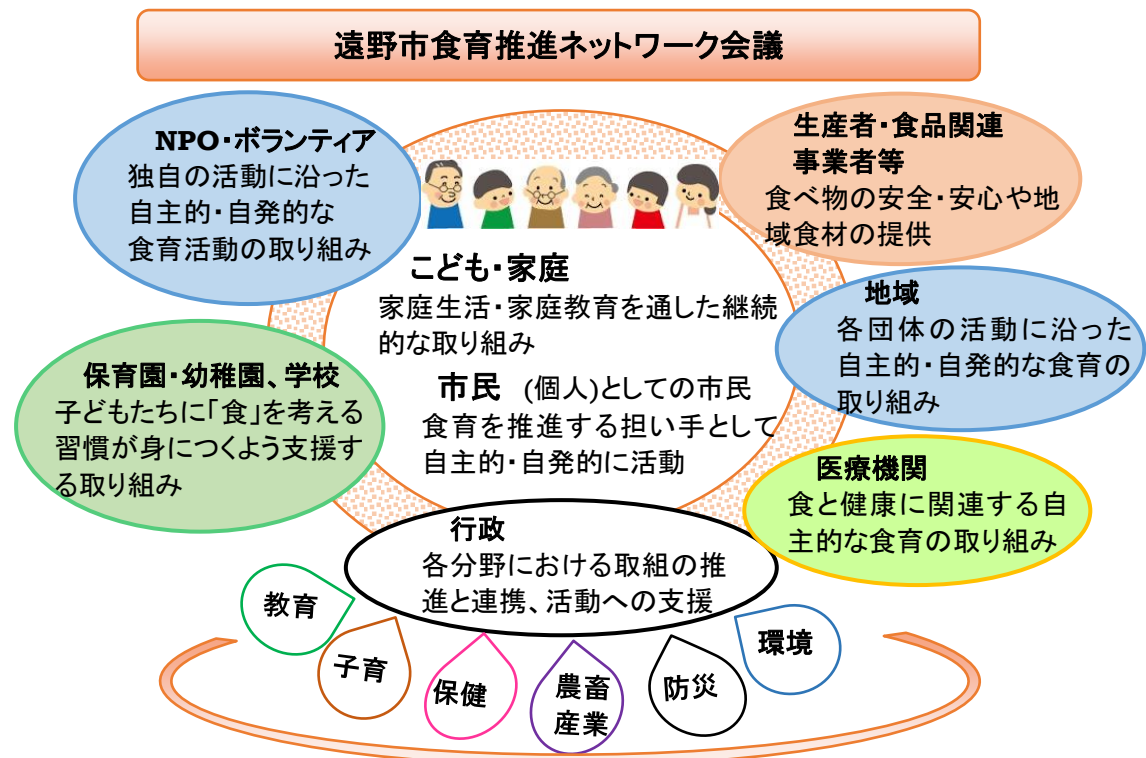 遠野市食育推進ネットワーク会議
NPO・ボランティア
独自の活動に沿った
自主的・自発的な
食育活動の取り組み
生産者・食品関連
事業者等
食べ物の安全・安心や地
域食材の提供
こども・家庭
家庭生活・家庭教育を通した継続
的な取り組み
市民 (個人)としての市民
食育を推進する担い手として
自主的・自発的に活動
地域
各団体の活動に沿った
自主的・自発的な食育の
取り組み
保育園・幼稚園、学校
子どもたちに「食」を考える
習慣が身につくよう支援す
る取り組み
医療機関
食と健康に関連する自
主的な食育の取り組み
行政
各分野における取組の推
進と連携、活動への支援
教育
子育
保健
農畜
産業
防災
環境